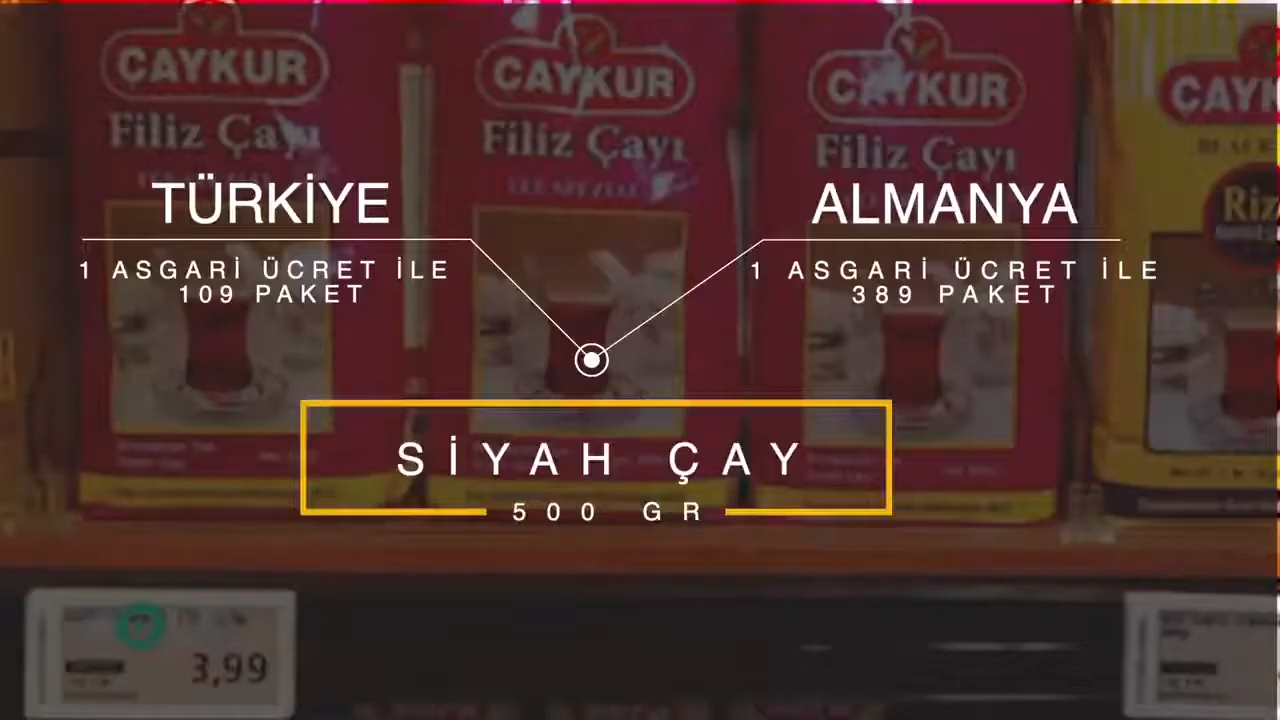 ÇAYKUR
Filiz Çayı
ÇAYKUR
Filiz Çayı
ÇAYKUR
Filiz Çayı
ÇAYK
Riz
TÜRKİYE
1 ASGARİ ÜCRET İLE
109 PAKET
ALMANYA
1 ASGARİ ÜCRET İLE
389 PAKET
SİYAH ÇAY
500 GR
3,99